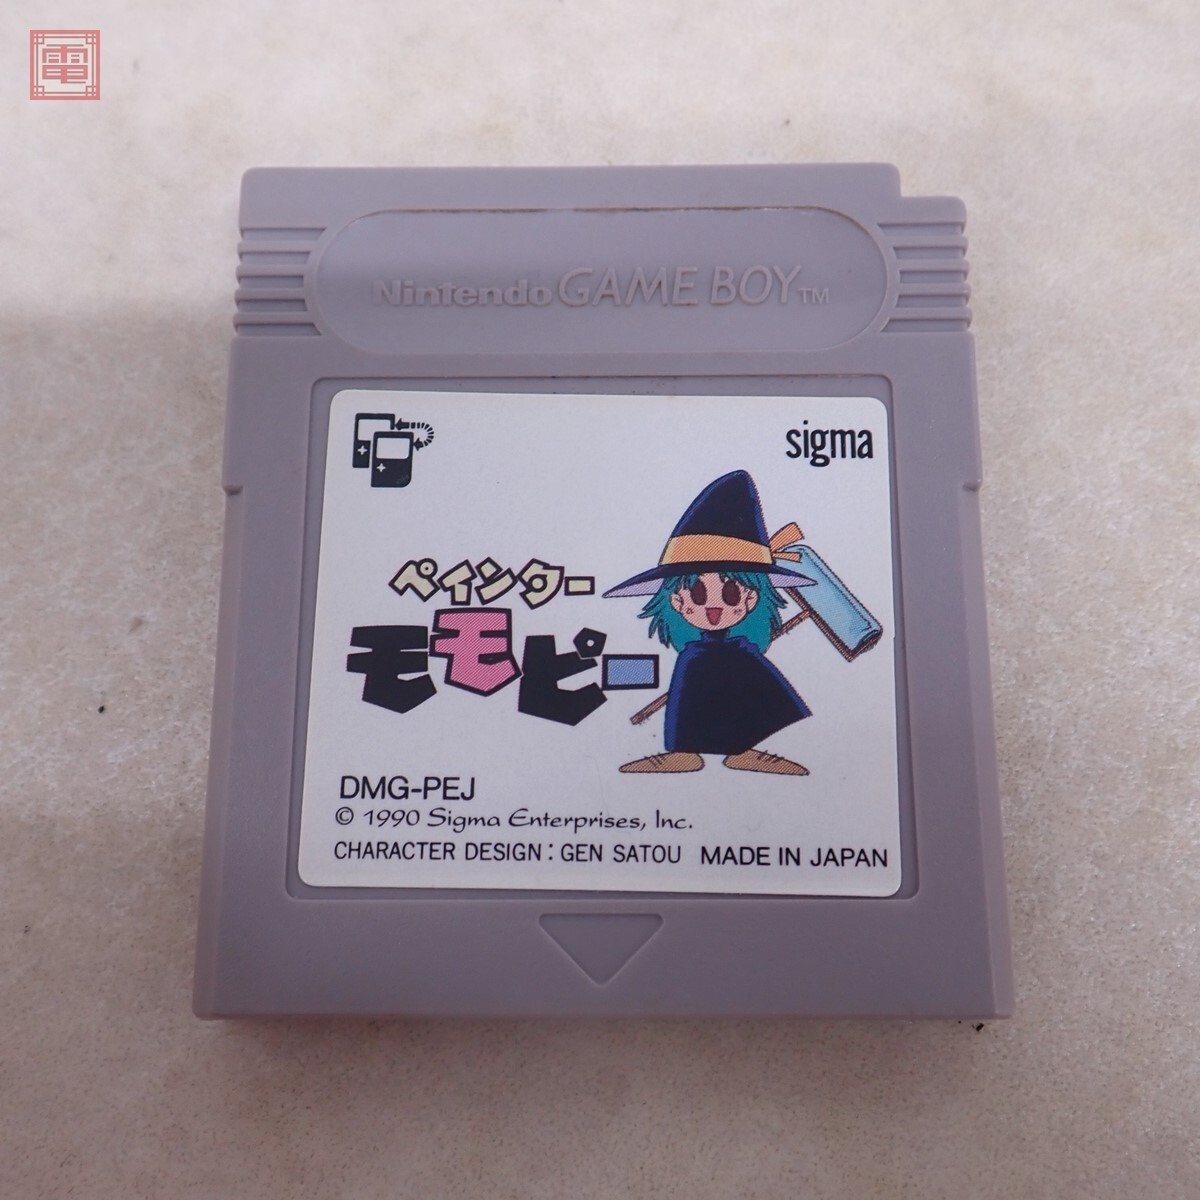 電
Nintendo GAME BOY™
sigma
ペインター
モモピー
DMG-PEJ
© 1990 Sigma Enterprises, Inc.
CHARACTER DESIGN : GEN SATOU MADE IN JAPAN